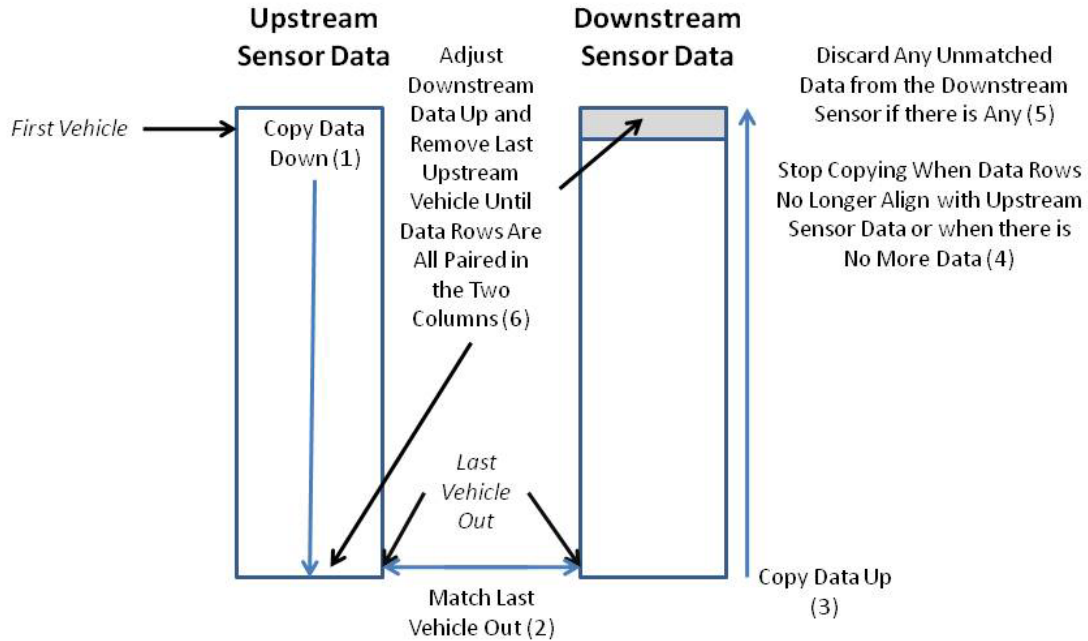 Upstream
Sensor Data
Downstream
Sensor Data
First Vehicle
Copy Data
Down (1)
Adjust
Downstream
Data Up and
Remove Last
Upstream
Vehicle Until
Data Rows Are
All Paired in
the Two
Columns (6)
Discard Any Unmatched
Data from the Downstream
Sensor if there is Any (5)
Stop Copying When Data Rows
No Longer Align with Upstream
Sensor Data or when there is
No More Data (4)
Last
Vehicle
Out
Match Last
Vehicle Out (2)
Copy Data Up
(3)